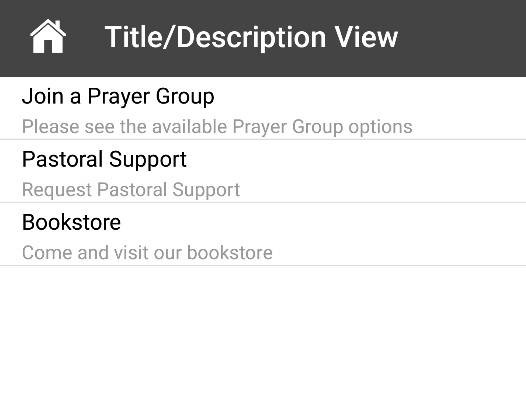 Title/Description View
Join a Prayer Group
Please see the available Prayer Group options
Pastoral Support
Request Pastoral Support
Bookstore
Come and visit our bookstore